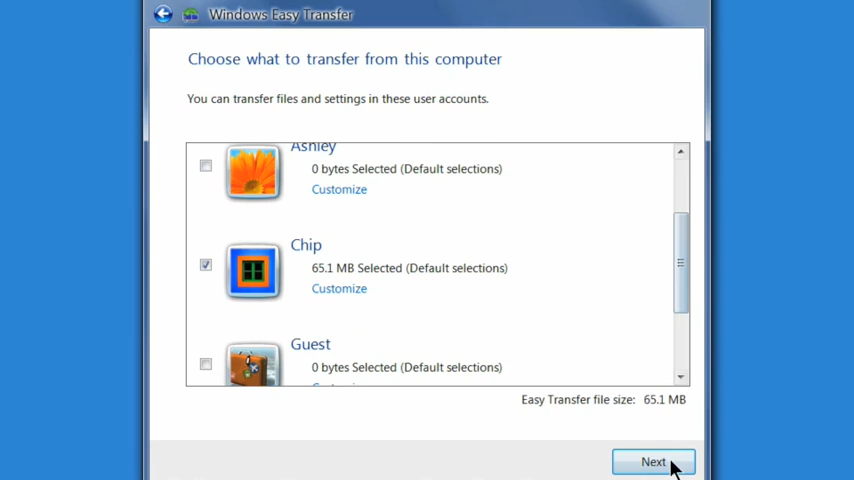 Windows Easy Transfer
Choose what to transfer from this computer
You can transfer files and settings in these user accounts.
Ashley
0 bytes Selected (Default selections)
Customize
Chip
65.1 MB Selected (Default selections)
Customize
Guest
0 bytes Selected (Default selections)
Customize
Easy Transfer file size: 65.1 MB
Next